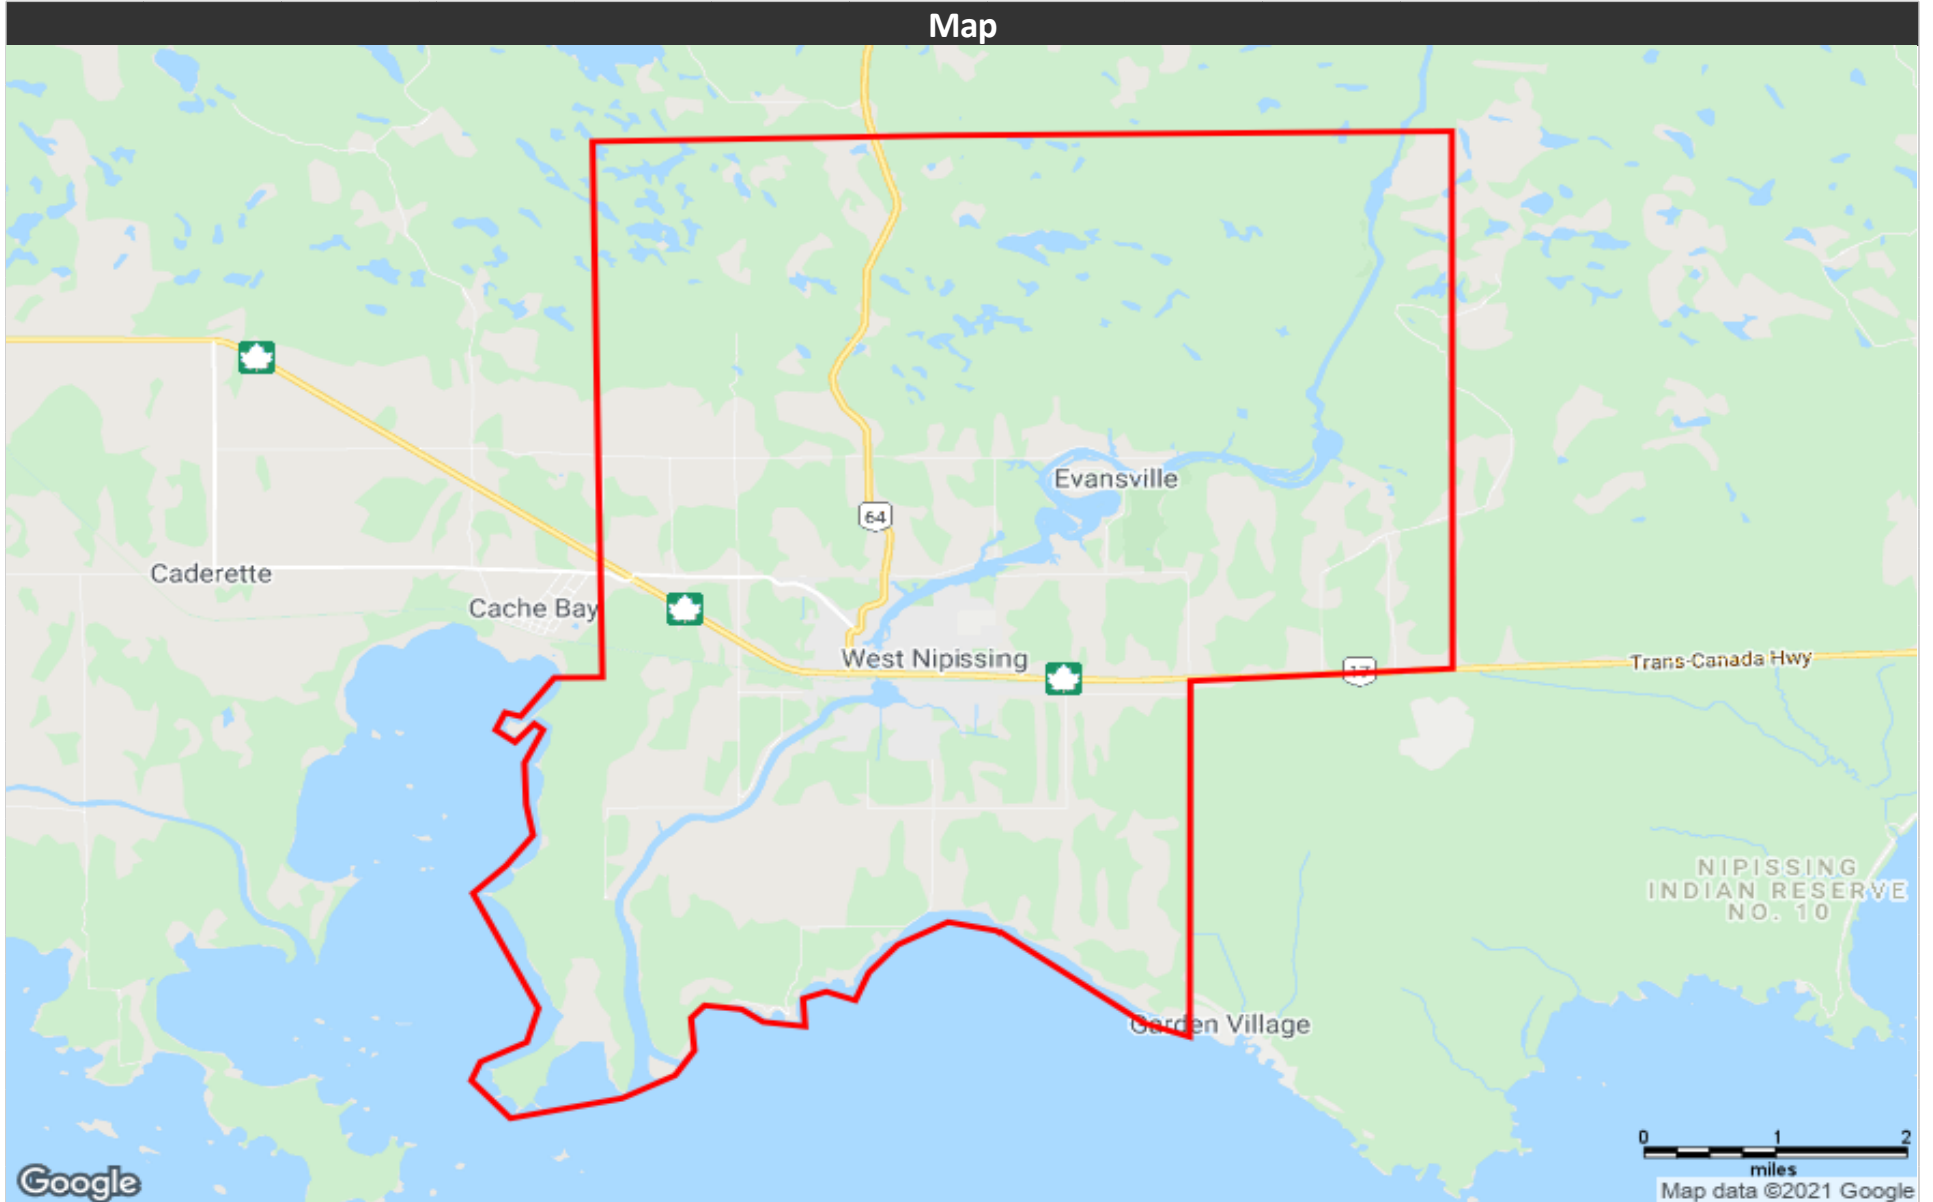 Map
64
Evansville
Caderette
Cache Bay
West Nipissing
17
Trans-Canada Hwy
NIPISSING
INDIAN RESERVE
NO. 10
Garden Village
0 1 2
miles
Google
Map data ©2021 Google